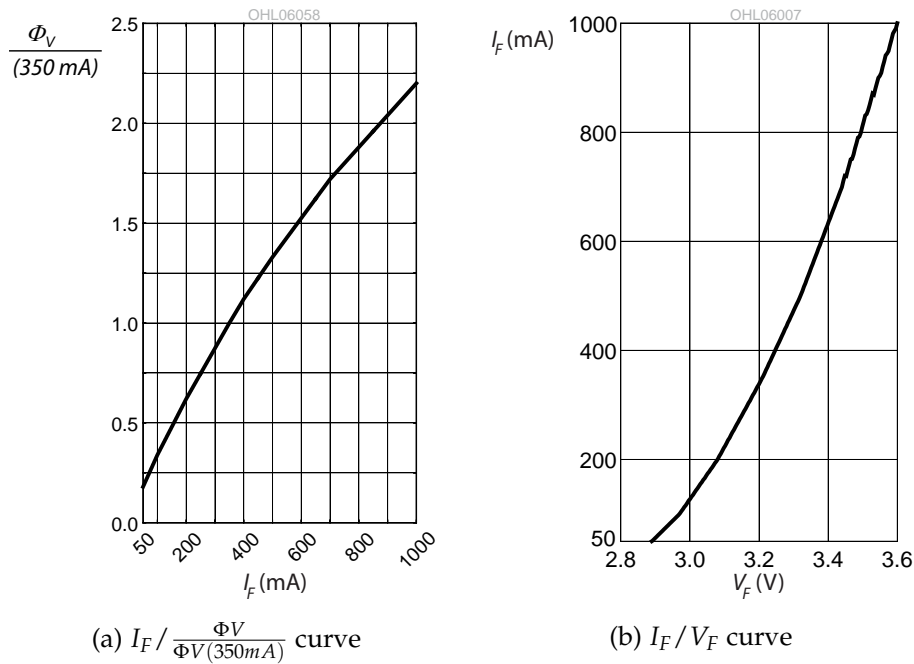 OHL06058
Φ_V
(350 mA)
2.5
2.0
1.5
1.0
0.5
0.0
50 200 400 600 800 1000
I_F (mA)
(a) I_F / ΦV / ΦV(350mA) curve
OHL06007
I_F (mA)
1000
800
600
400
200
50
2.8 3.0 3.2 3.4 3.6
V_F (V)
(b) I_F / V_F curve